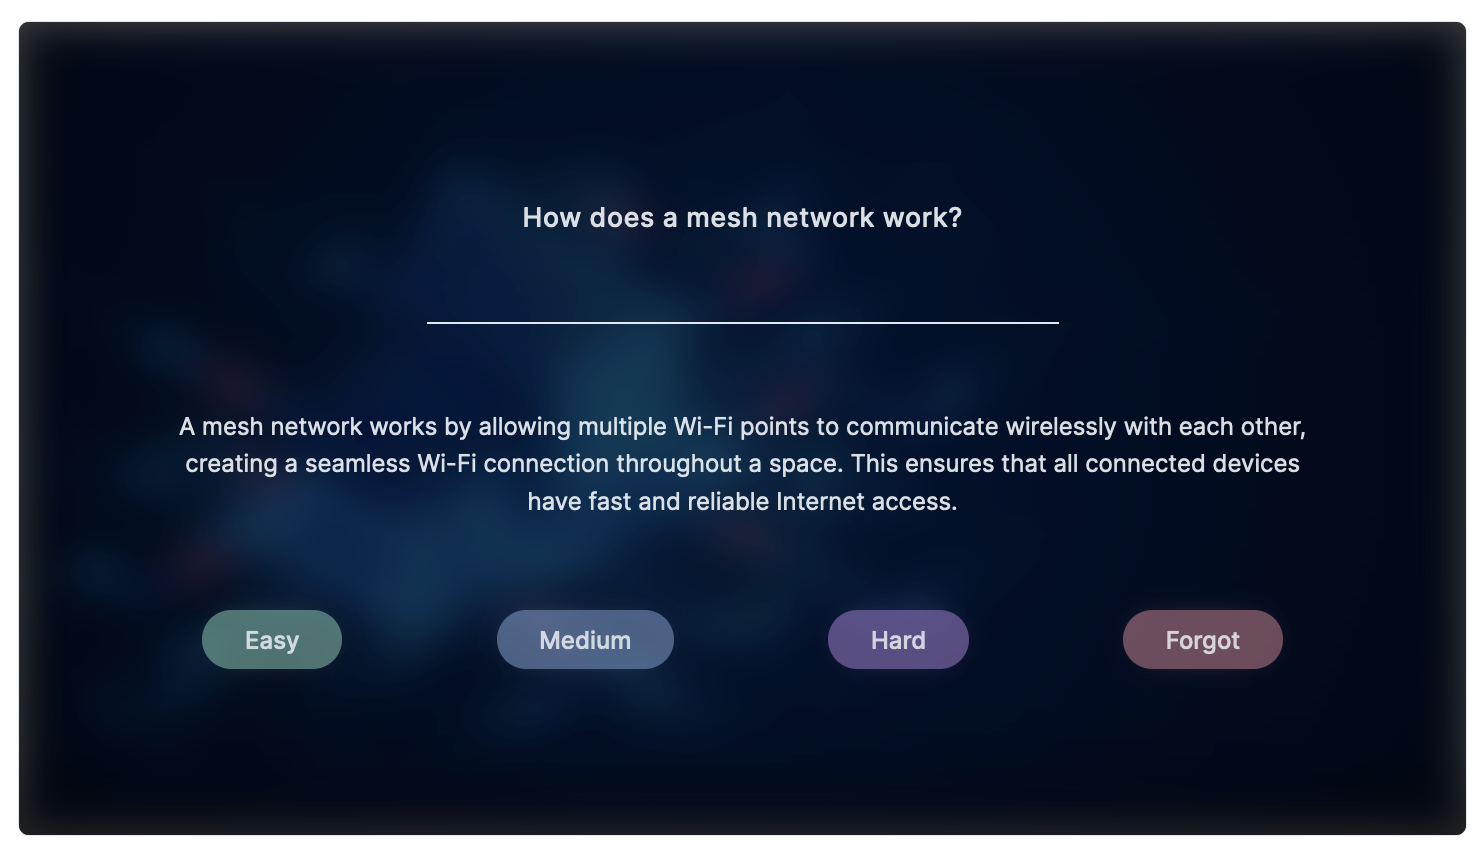 How does a mesh network work?
A mesh network works by allowing multiple Wi-Fi points to communicate wirelessly with each other,
creating a seamless Wi-Fi connection throughout a space. This ensures that all connected devices
have fast and reliable Internet access.
Easy
Medium
Hard
Forgot